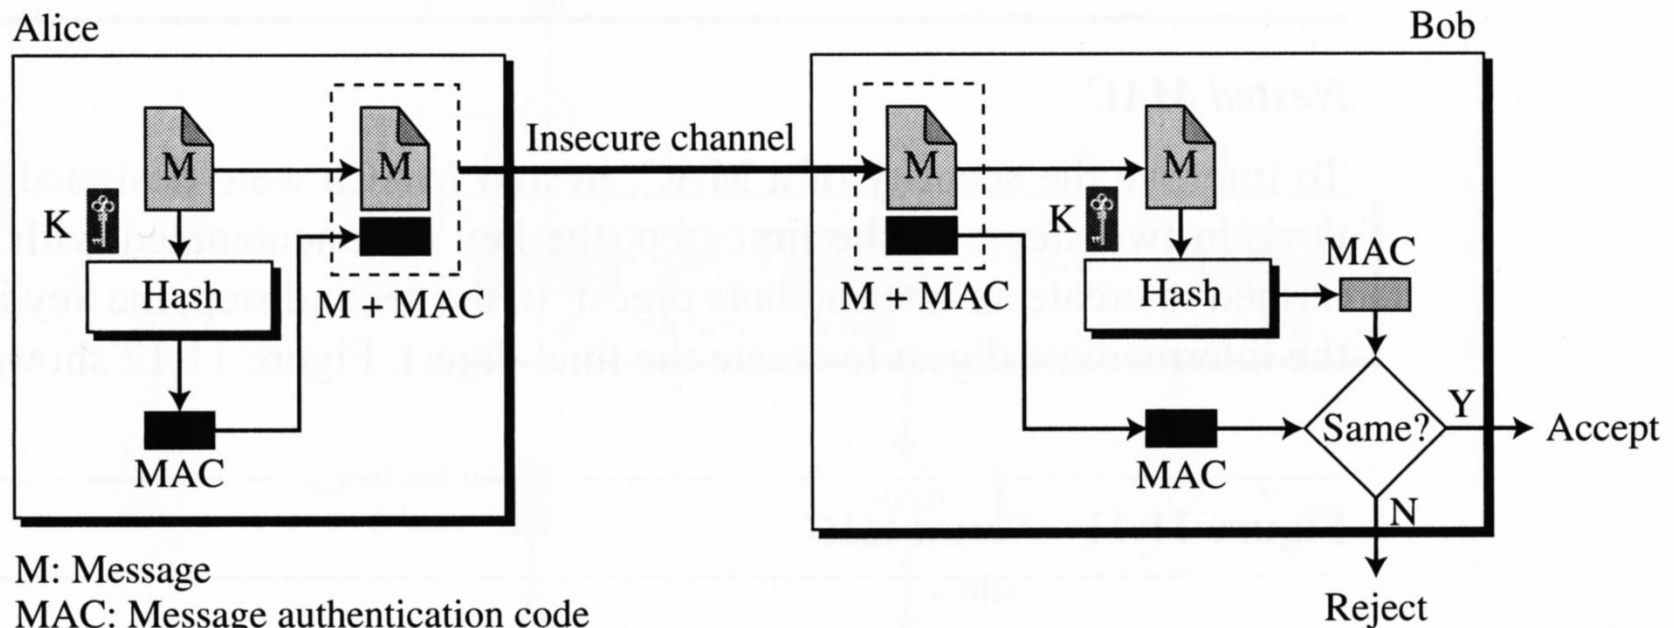 Alice
Bob
M
M
Insecure channel
M
M
K
K
MAC
Hash
M + MAC
M + MAC
Hash
Same?
Y
Accept
MAC
MAC
N
M: Message
MAC: Message authentication code
Reject